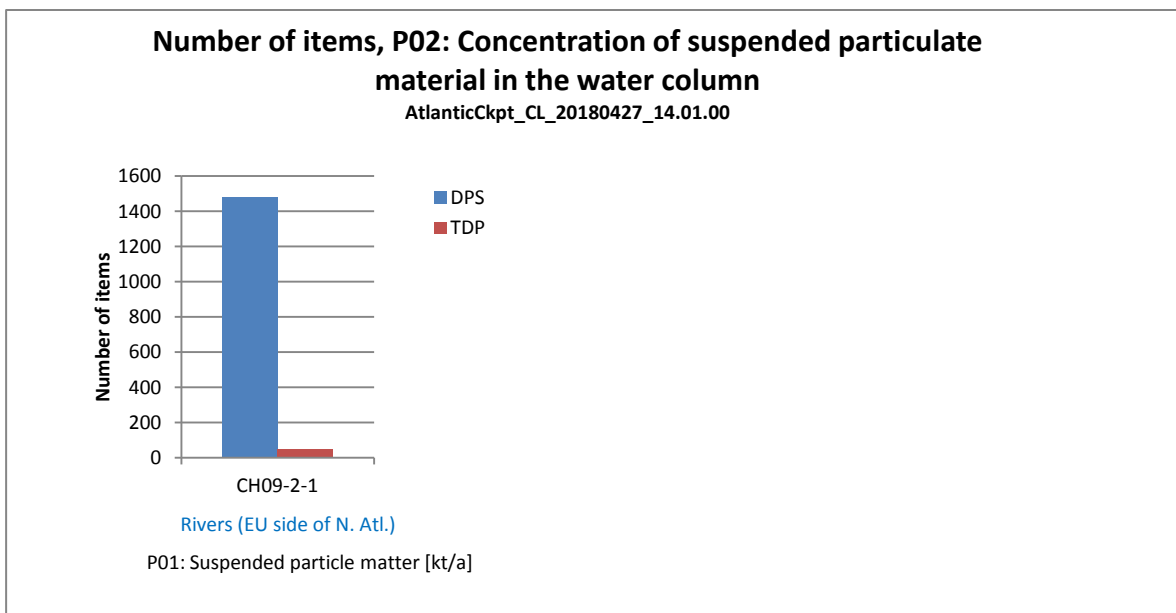 Number of items, P02: Concentration of suspended particulate
material in the water column
AtlanticCkpt_CL_20180427_14.01.00
Number of items
1600
1400
1200
1000
800
600
400
200
0
DPS
TDP
CH09-2-1
Rivers (EU side of N. Atl.)
P01: Suspended particle matter [kt/a]